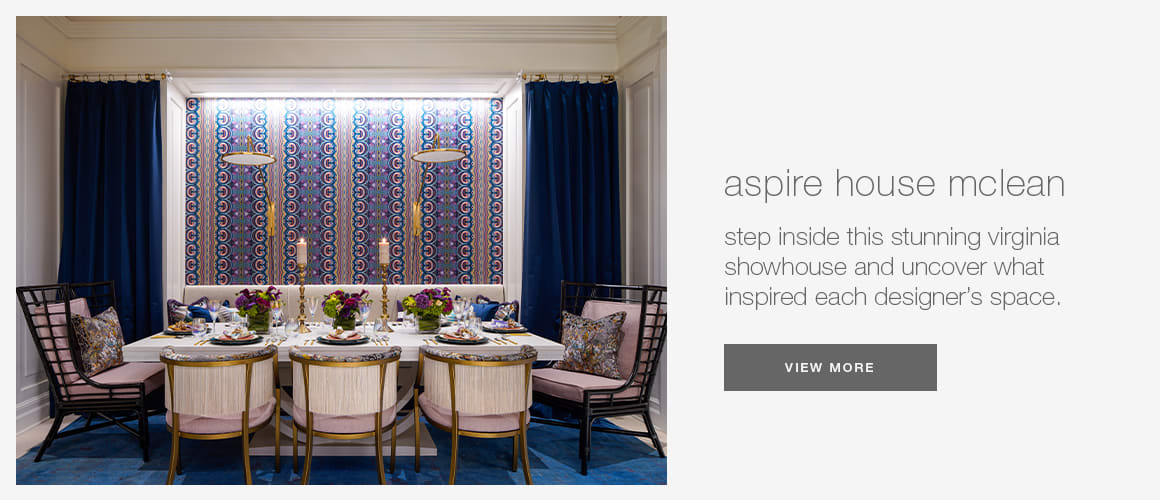 aspire house mclean
step inside this stunning virginia
showhouse and uncover what
inspired each designer's space.
VIEW MORE